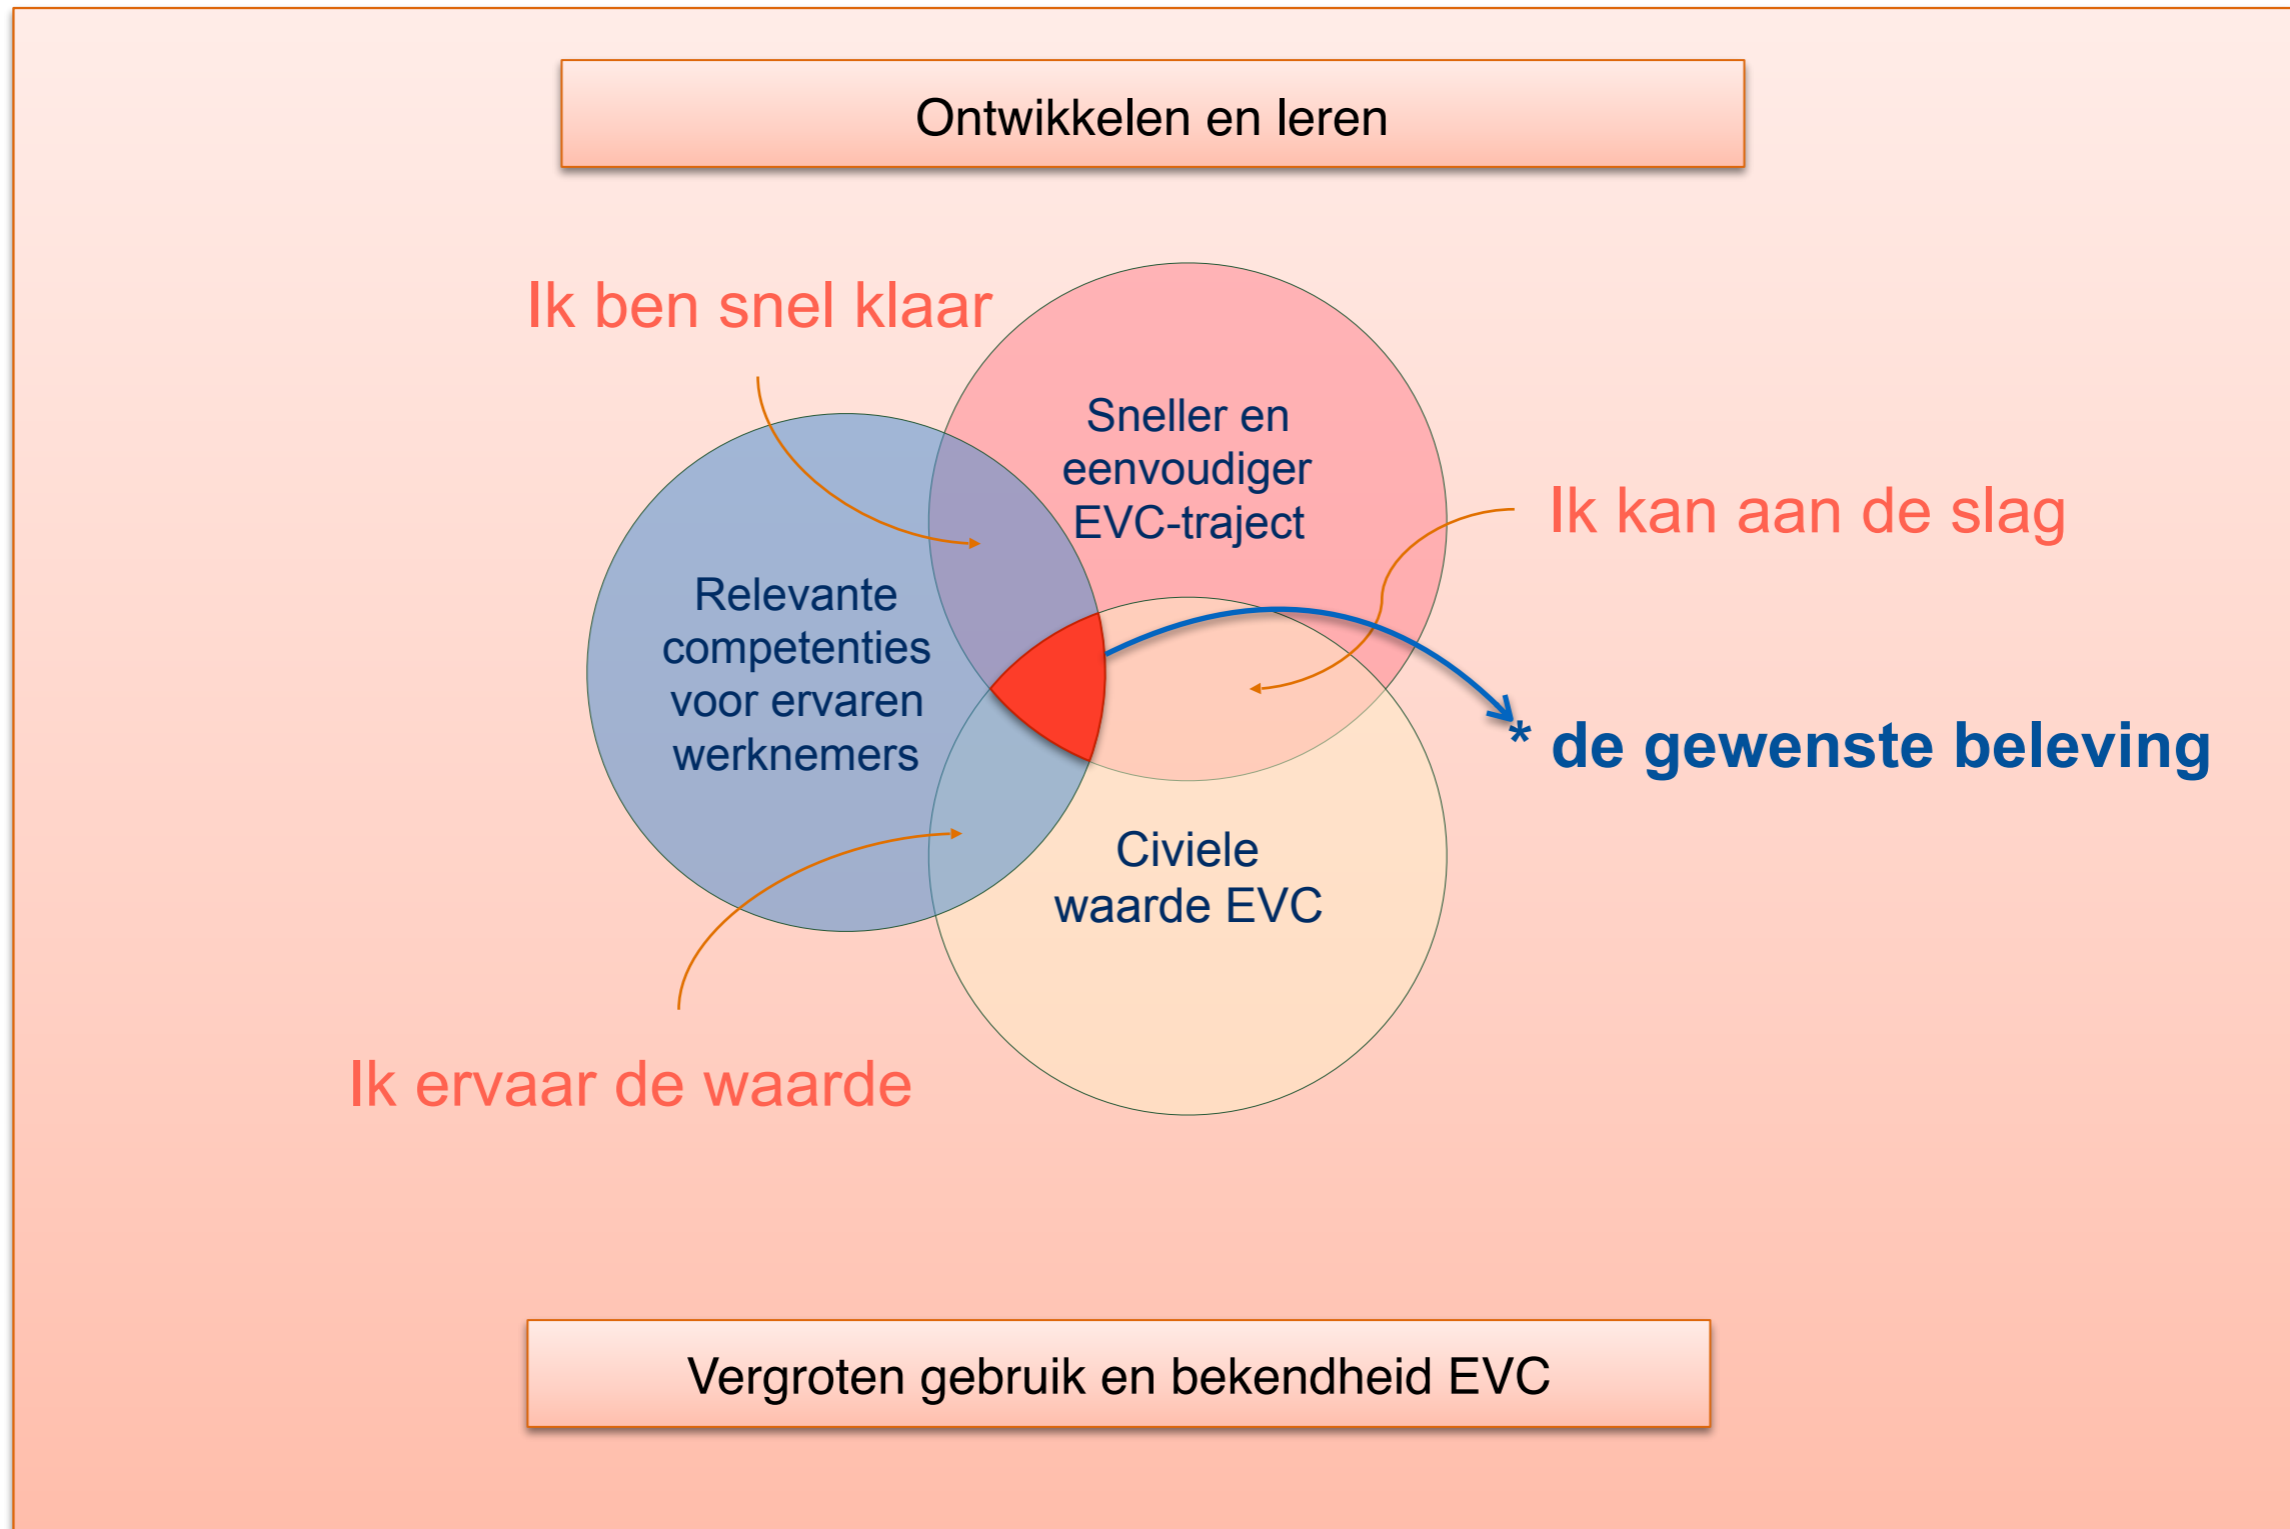 Ontwikkelen en leren
Ik ben snel klaar
Sneller en
eenvoudiger
EVC-traject
Ik kan aan de slag
Relevante
competenties
voor ervaren
werknemers
* de gewenste beleving
Civiele
waarde EVC
Ik ervaar de waarde
Vergroten gebruik en bekendheid EVC